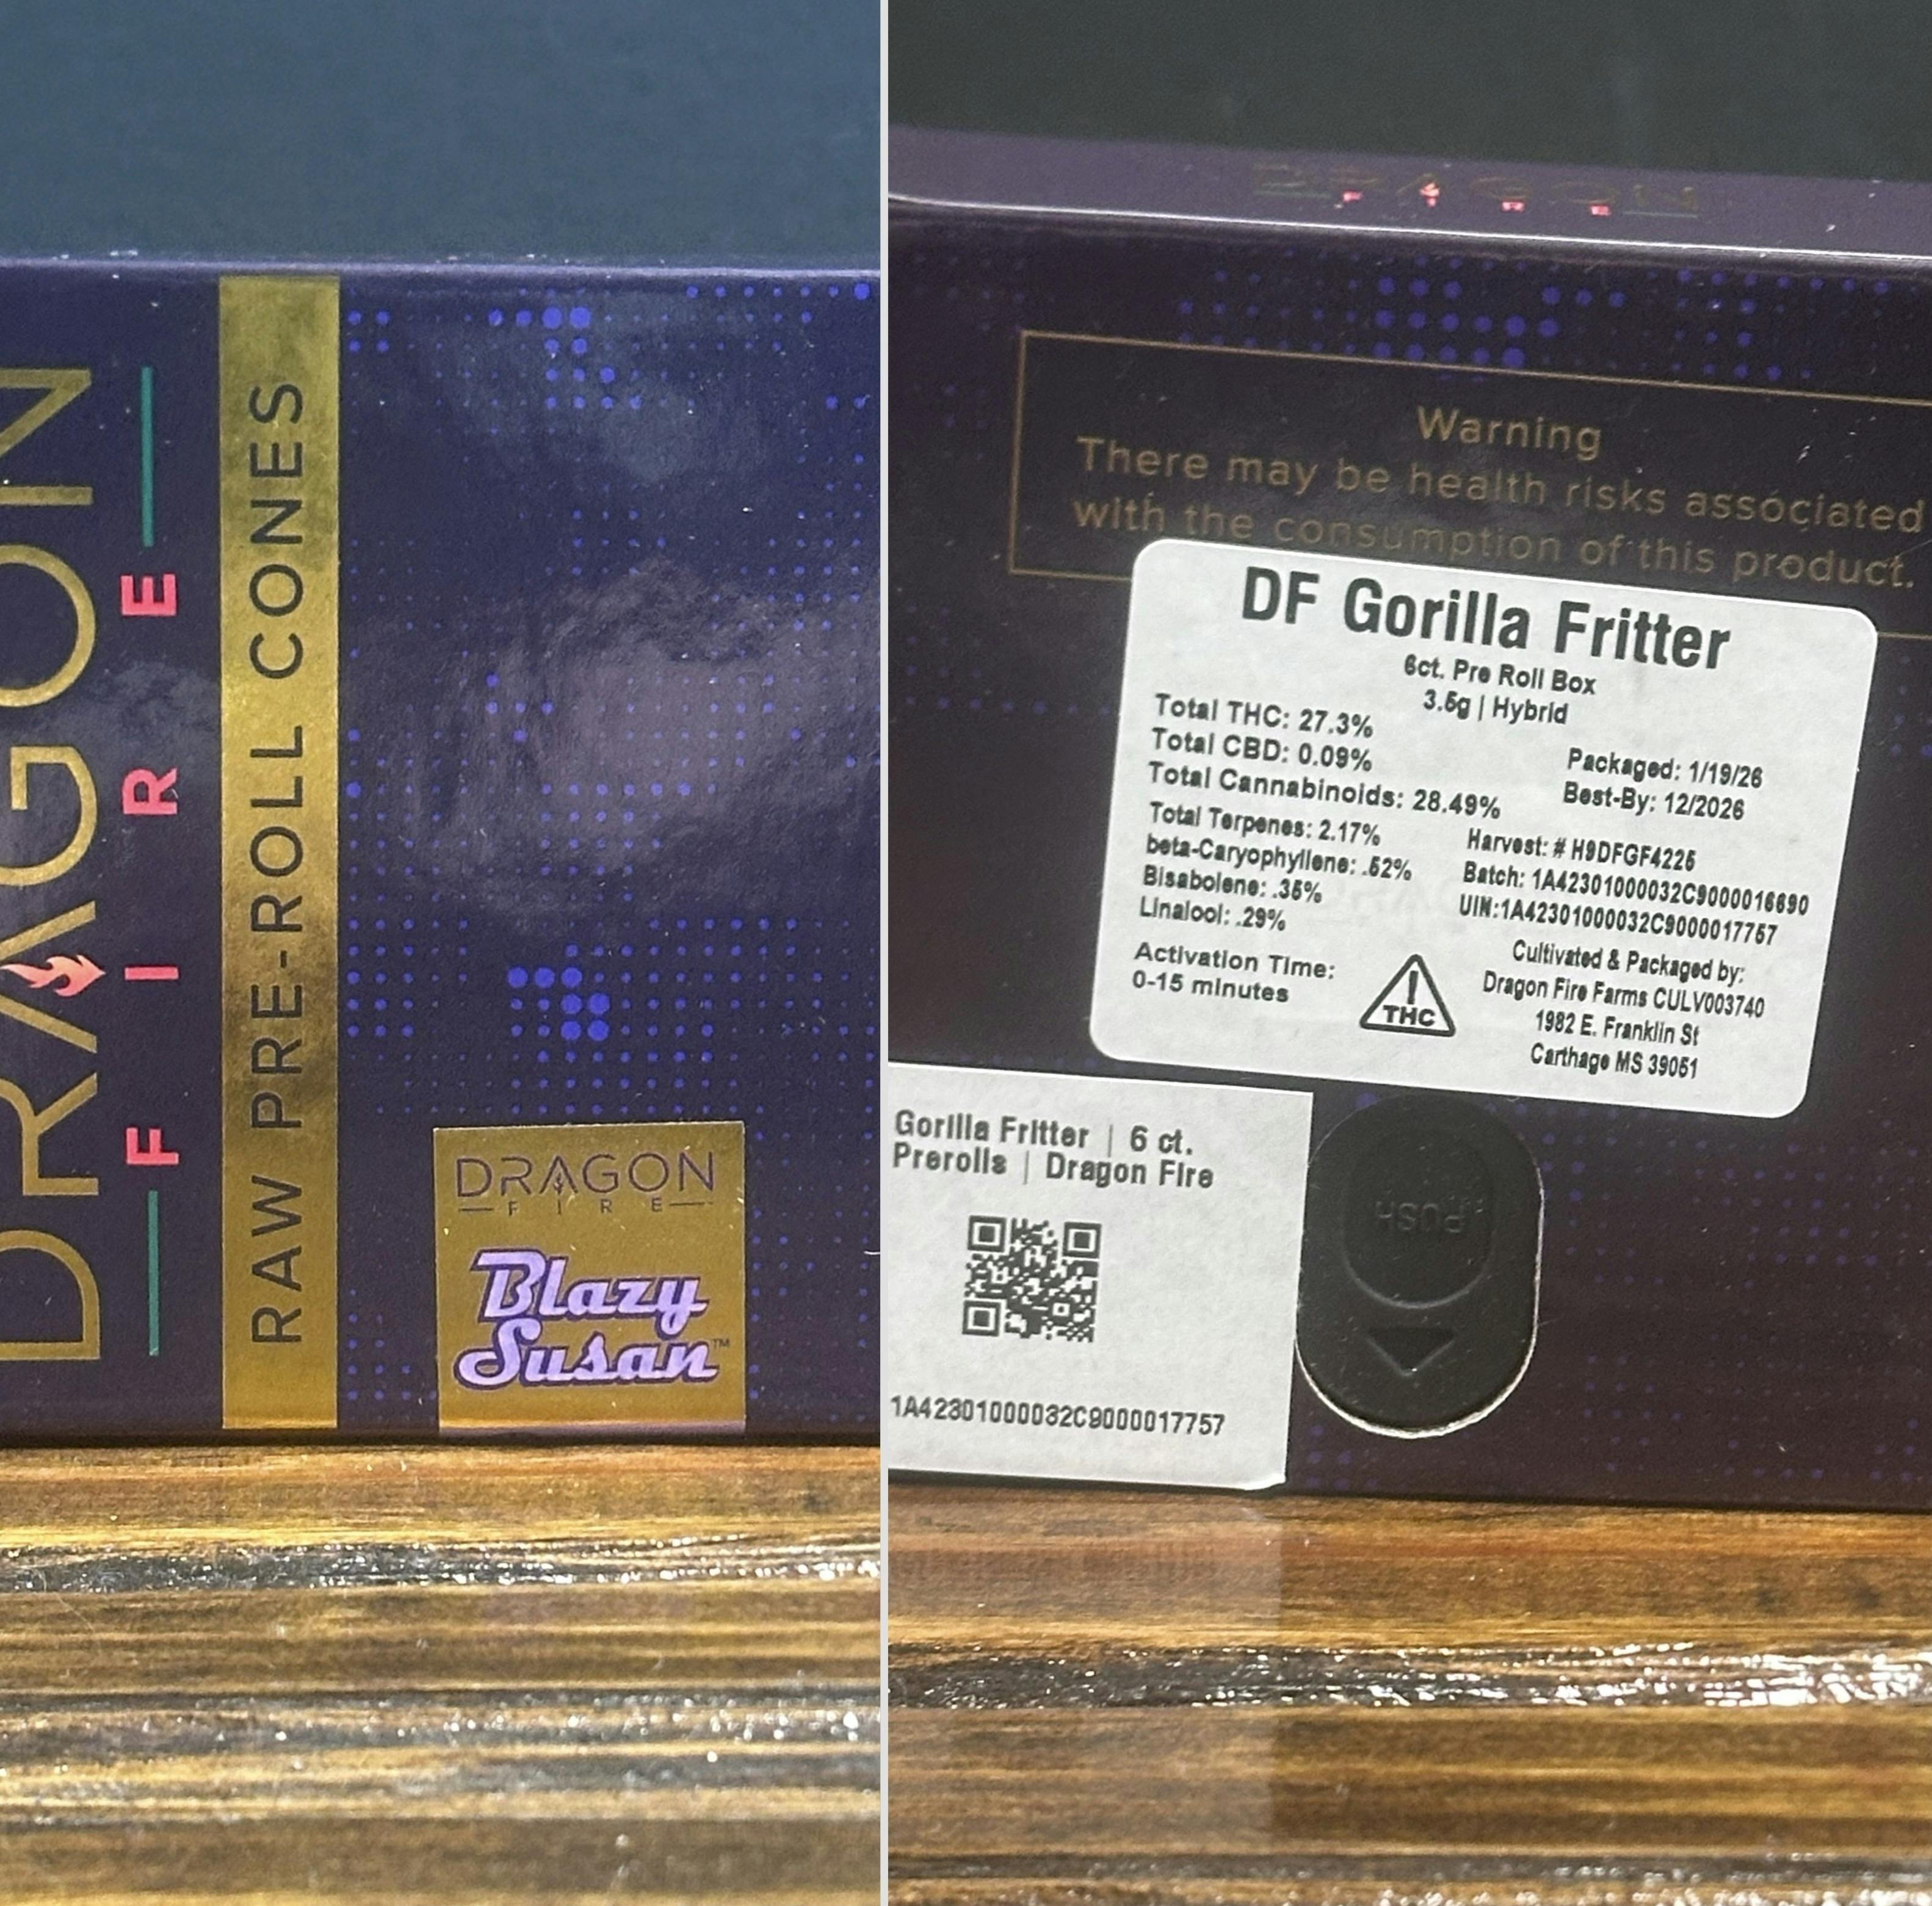 DRAGON
FIRE
RAW PRE-ROLL CONES
DRAGON
FIRE
Blazy
Susan™
DRAGON
FIRE
Warning
There may be health risks associated
with the consumption of this product.
DF Gorilla Fritter
6ct. Pre Roll Box
3.5g | Hybrid
Total THC: 27.3%
Total CBD: 0.09%
Total Cannabinoids: 28.49%
Total Terpenes: 2.17%
beta-Caryophyllene: .52%
Bisabolene: .35%
Linalool: .29%
Activation Time:
0-15 minutes
THC
Packaged: 1/19/26
Best-By: 12/2026
Harvest: # H9DFGF4225
Batch: 1A42301000032C9000016690
UIN:1A42301000032C9000017757
Cultivated & Packaged by:
Dragon Fire Farms CULV003740
1982 E. Franklin St
Carthage MS 39051
Gorilla Fritter | 6 ct.
Prerolls | Dragon Fire
1A42301000032C9000017757
PUSH